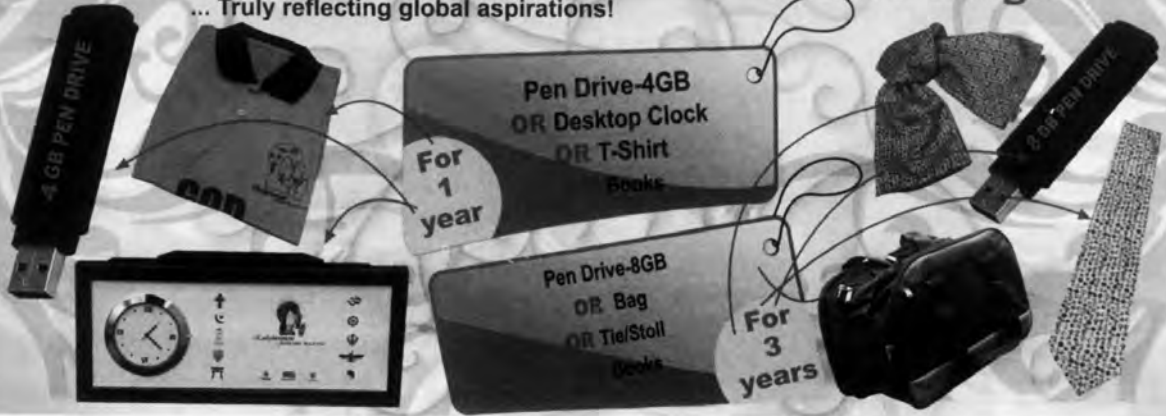 ... Truly reflecting global aspirations!
4 GB PEN DRIVE
GOD
Pen Drive-4GB
OR Desktop Clock
OR T-Shirt
Books
For
1
year
Pen Drive-8GB
OR Bag
OR Tie/Stoll
Books
For
3
years
8 GB PEN DRIVE